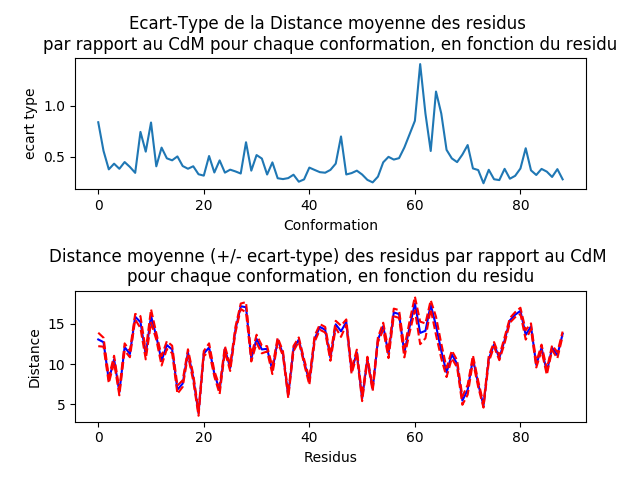 Ecart-Type de la Distance moyenne des residus
par rapport au CdM pour chaque conformation, en fonction du residu
ecart type
1.0
0.5
0 20 40 60 80
Conformation
Distance moyenne (+/- ecart-type) des residus par rapport au CdM
pour chaque conformation, en fonction du residu
Distance
15
10
5
0 20 40 60 80
Residus